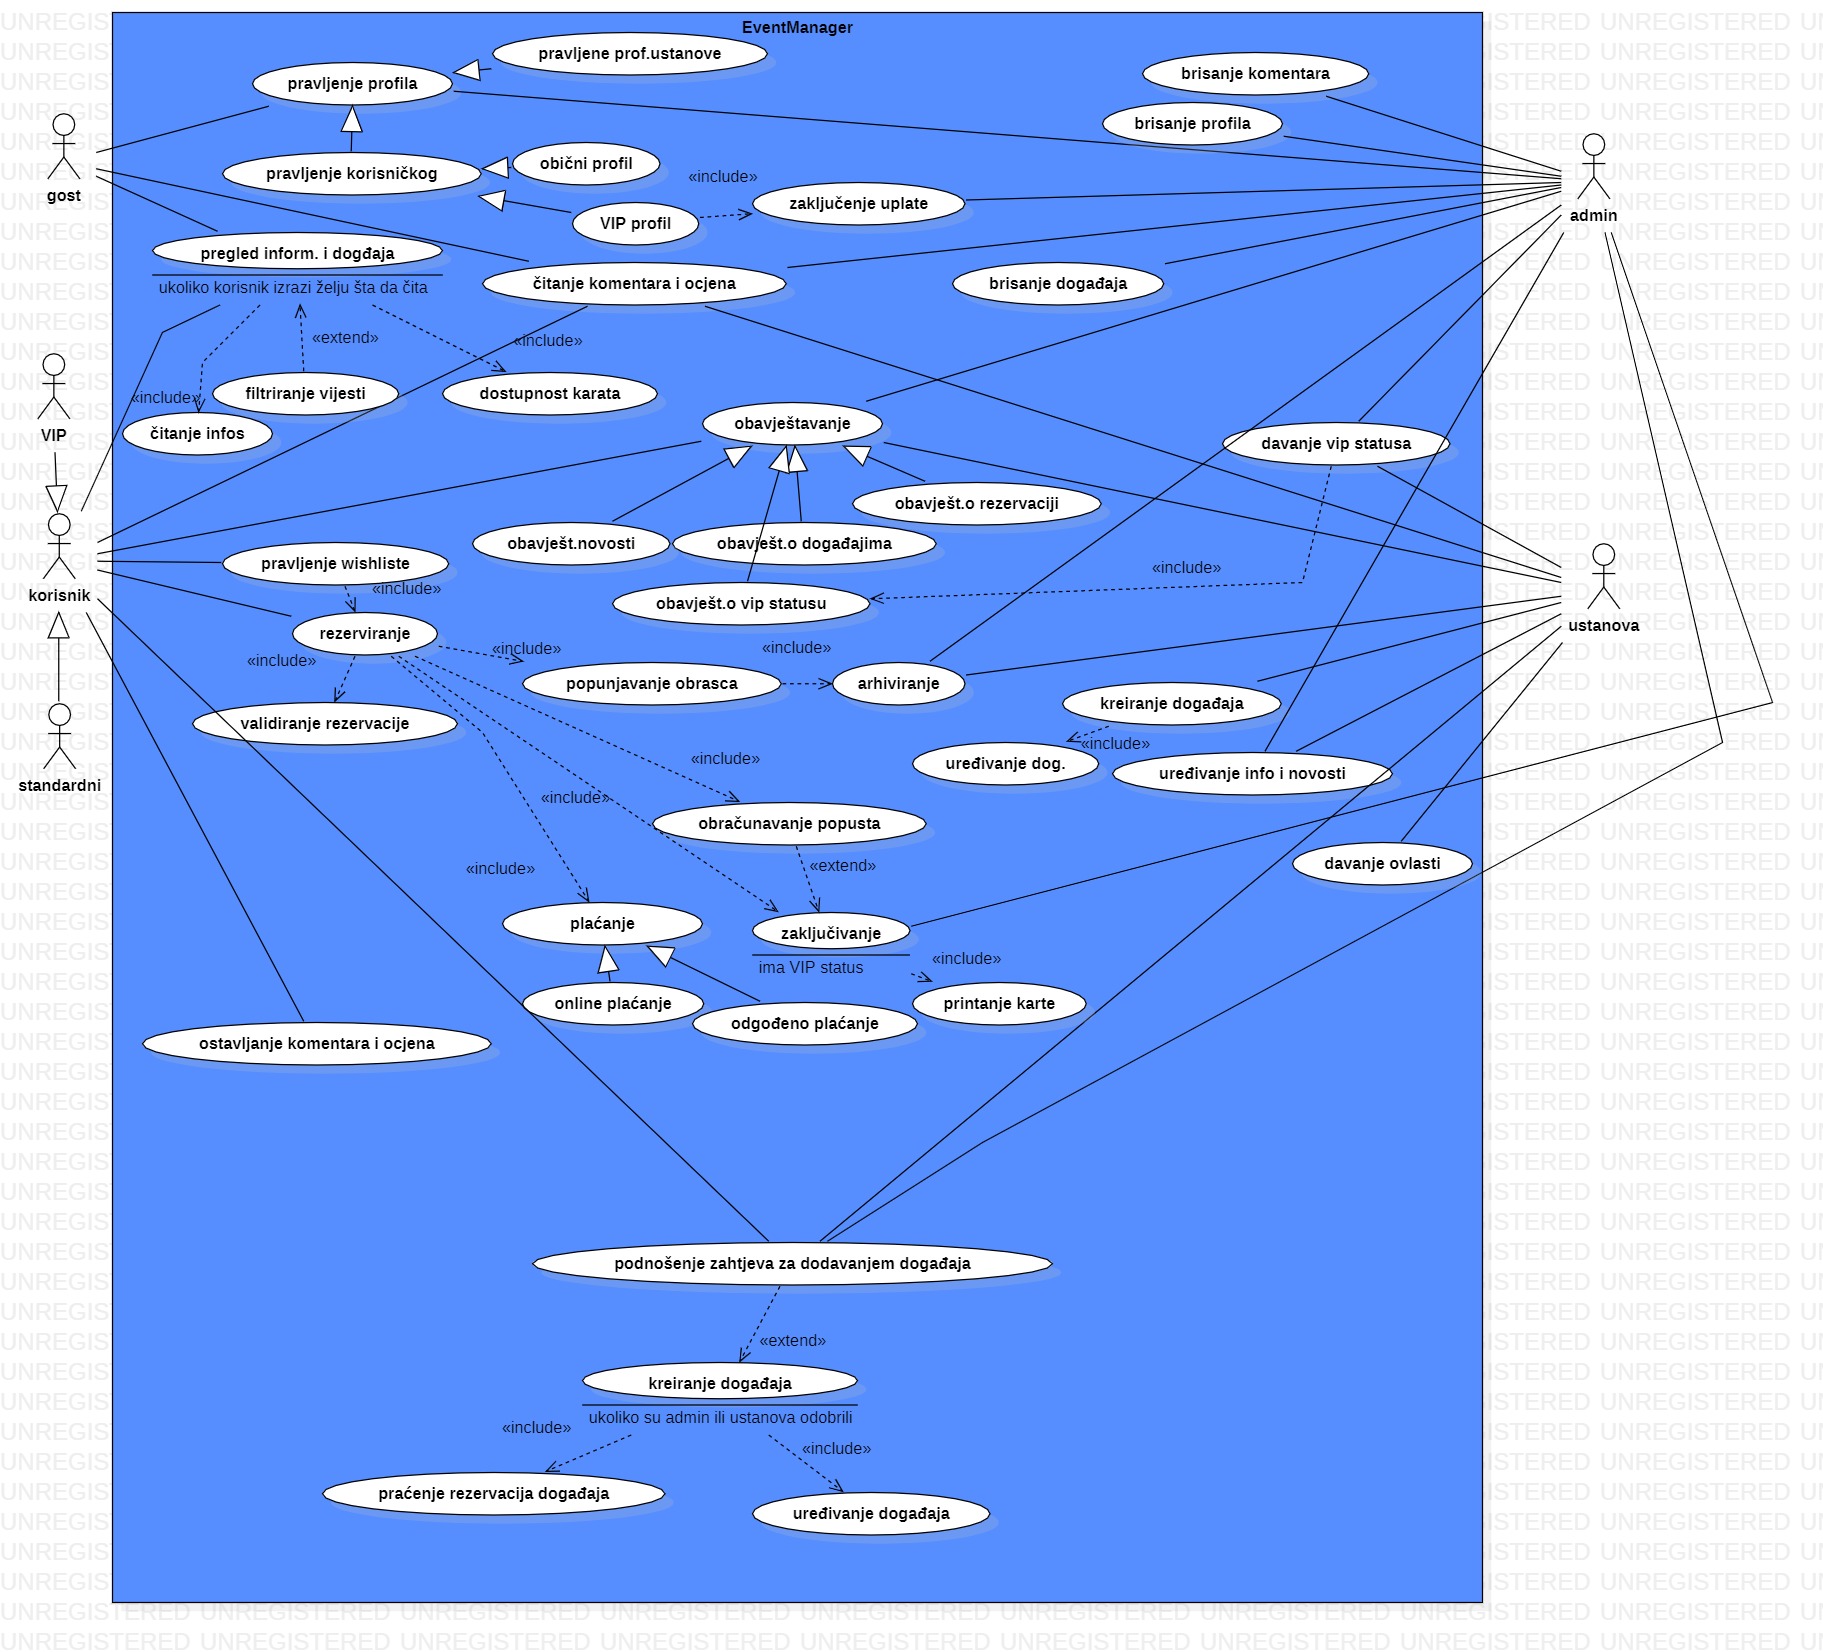 EventManager
pravljene prof.ustanove
pravljenje profila
brisanje komentara
brisanje profila
gost
pravljenje korisničkog
obični profil
«include»
VIP profil
zaključenje uplate
admin
pregled inform. i dogđaja
ukoliko korisnik izrazi želju šta da čita
čitanje komentara i ocjena
brisanje događaja
«extend»
«include»
«include»
filtriranje vijesti
dostupnost karata
čitanje infos
VIP
obavještavanje
davanje vip statusa
obavješt.o rezervaciji
obavješt.novosti
obavješt.o događajima
pravljenje wishliste
«include»
«include»
korisnik
obavješt.o vip statusu
ustanova
rezerviranje
«include»
«include»
«include»
popunjavanje obrasca
arhiviranje
kreiranje događaja
validiranje rezervacije
«include»
uređivanje dog.
uređivanje info i novosti
standardni
«include»
«include»
obračunavanje popusta
«extend»
«include»
davanje ovlasti
plaćanje
zaključivanje
ima VIP status
«include»
online plaćanje
odgođeno plaćanje
printanje karte
ostavljanje komentara i ocjena
podnošenje zahtjeva za dodavanjem događaja
«extend»
kreiranje događaja
ukoliko su admin ili ustanova odobrili
«include»
«include»
praćenje rezervacija događaja
uređivanje događaja
UNREGISTERED UNREGISTERED UNREGISTERED UNREGISTERED UNREGISTERED UNREGISTERED UNREGISTERED UNREGISTERED UNREGISTERED UN